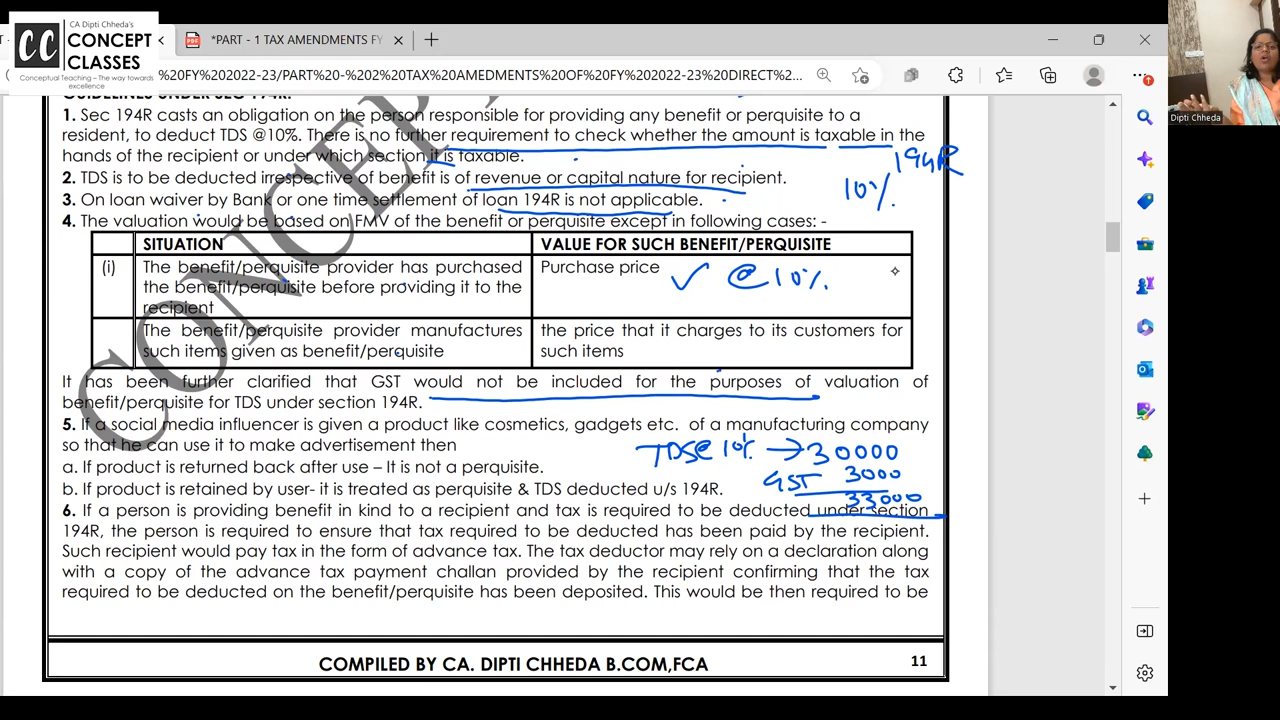 CA Dipti Chheda's
CONCEPT
CLASSES
Conceptual Teaching – The way towards
excellence
*PART - 1 TAX AMENDMENTS FY
%20FY%202022-23/PART%20-%202%20TAX%20AMEDMENTS%20OF%20FY%202022-23%20DIRECT%2...
Dipti Chheda
GUIDELINES UNDER SEC 194R:
1. Sec 194R casts an obligation on the person responsible for providing any benefit or perquisite to a
resident, to deduct TDS @10%. There is no further requirement to check whether the amount is taxable in the
hands of the recipient or under which section it is taxable.
194R
2. TDS is to be deducted irrespective of benefit is of revenue or capital nature for recipient.
10%
3. On loan waiver by Bank or one time settlement of loan 194R is not applicable.
4. The valuation would be based on FMV of the benefit or perquisite except in following cases: -
SITUATION VALUE FOR SUCH BENEFIT/PERQUISITE
(i) The benefit/perquisite provider has purchased Purchase price ✓ @10%
the benefit/perquisite before providing it to the
recipient
The benefit/perquisite provider manufactures the price that it charges to its customers for
such items given as benefit/perquisite such items
It has been further clarified that GST would not be included for the purposes of valuation of
benefit/perquisite for TDS under section 194R.
5. If a social media influencer is given a product like cosmetics, gadgets etc. of a manufacturing company
so that he can use it to make advertisement then
TDS@10% → 30000
a. If product is returned back after use – It is not a perquisite.
GST 3000
b. If product is retained by user- it is treated as perquisite & TDS deducted u/s 194R.
33000
6. If a person is providing benefit in kind to a recipient and tax is required to be deducted under section
194R, the person is required to ensure that tax required to be deducted has been paid by the recipient.
Such recipient would pay tax in the form of advance tax. The tax deductor may rely on a declaration along
with a copy of the advance tax payment challan provided by the recipient confirming that the tax
required to be deducted on the benefit/perquisite has been deposited. This would be then required to be
COMPILED BY CA. DIPTI CHHEDA B.COM,FCA 11